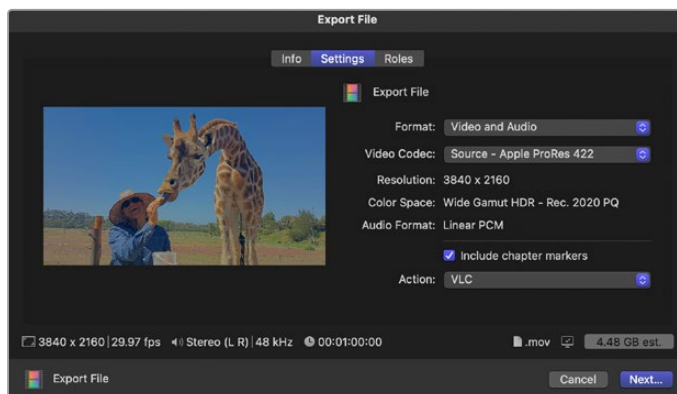 Export File
Info Settings Roles
Export File
Format: Video and Audio
Video Codec: Source - Apple ProRes 422
Resolution: 3840 x 2160
Color Space: Wide Gamut HDR - Rec. 2020 PQ
Audio Format: Linear PCM
Include chapter markers
Action: VLC
3840 x 2160 | 29.97 fps Stereo (L R) | 48 kHz 00:01:00:00 .mov 4.48 GB est.
Export File Cancel Next...